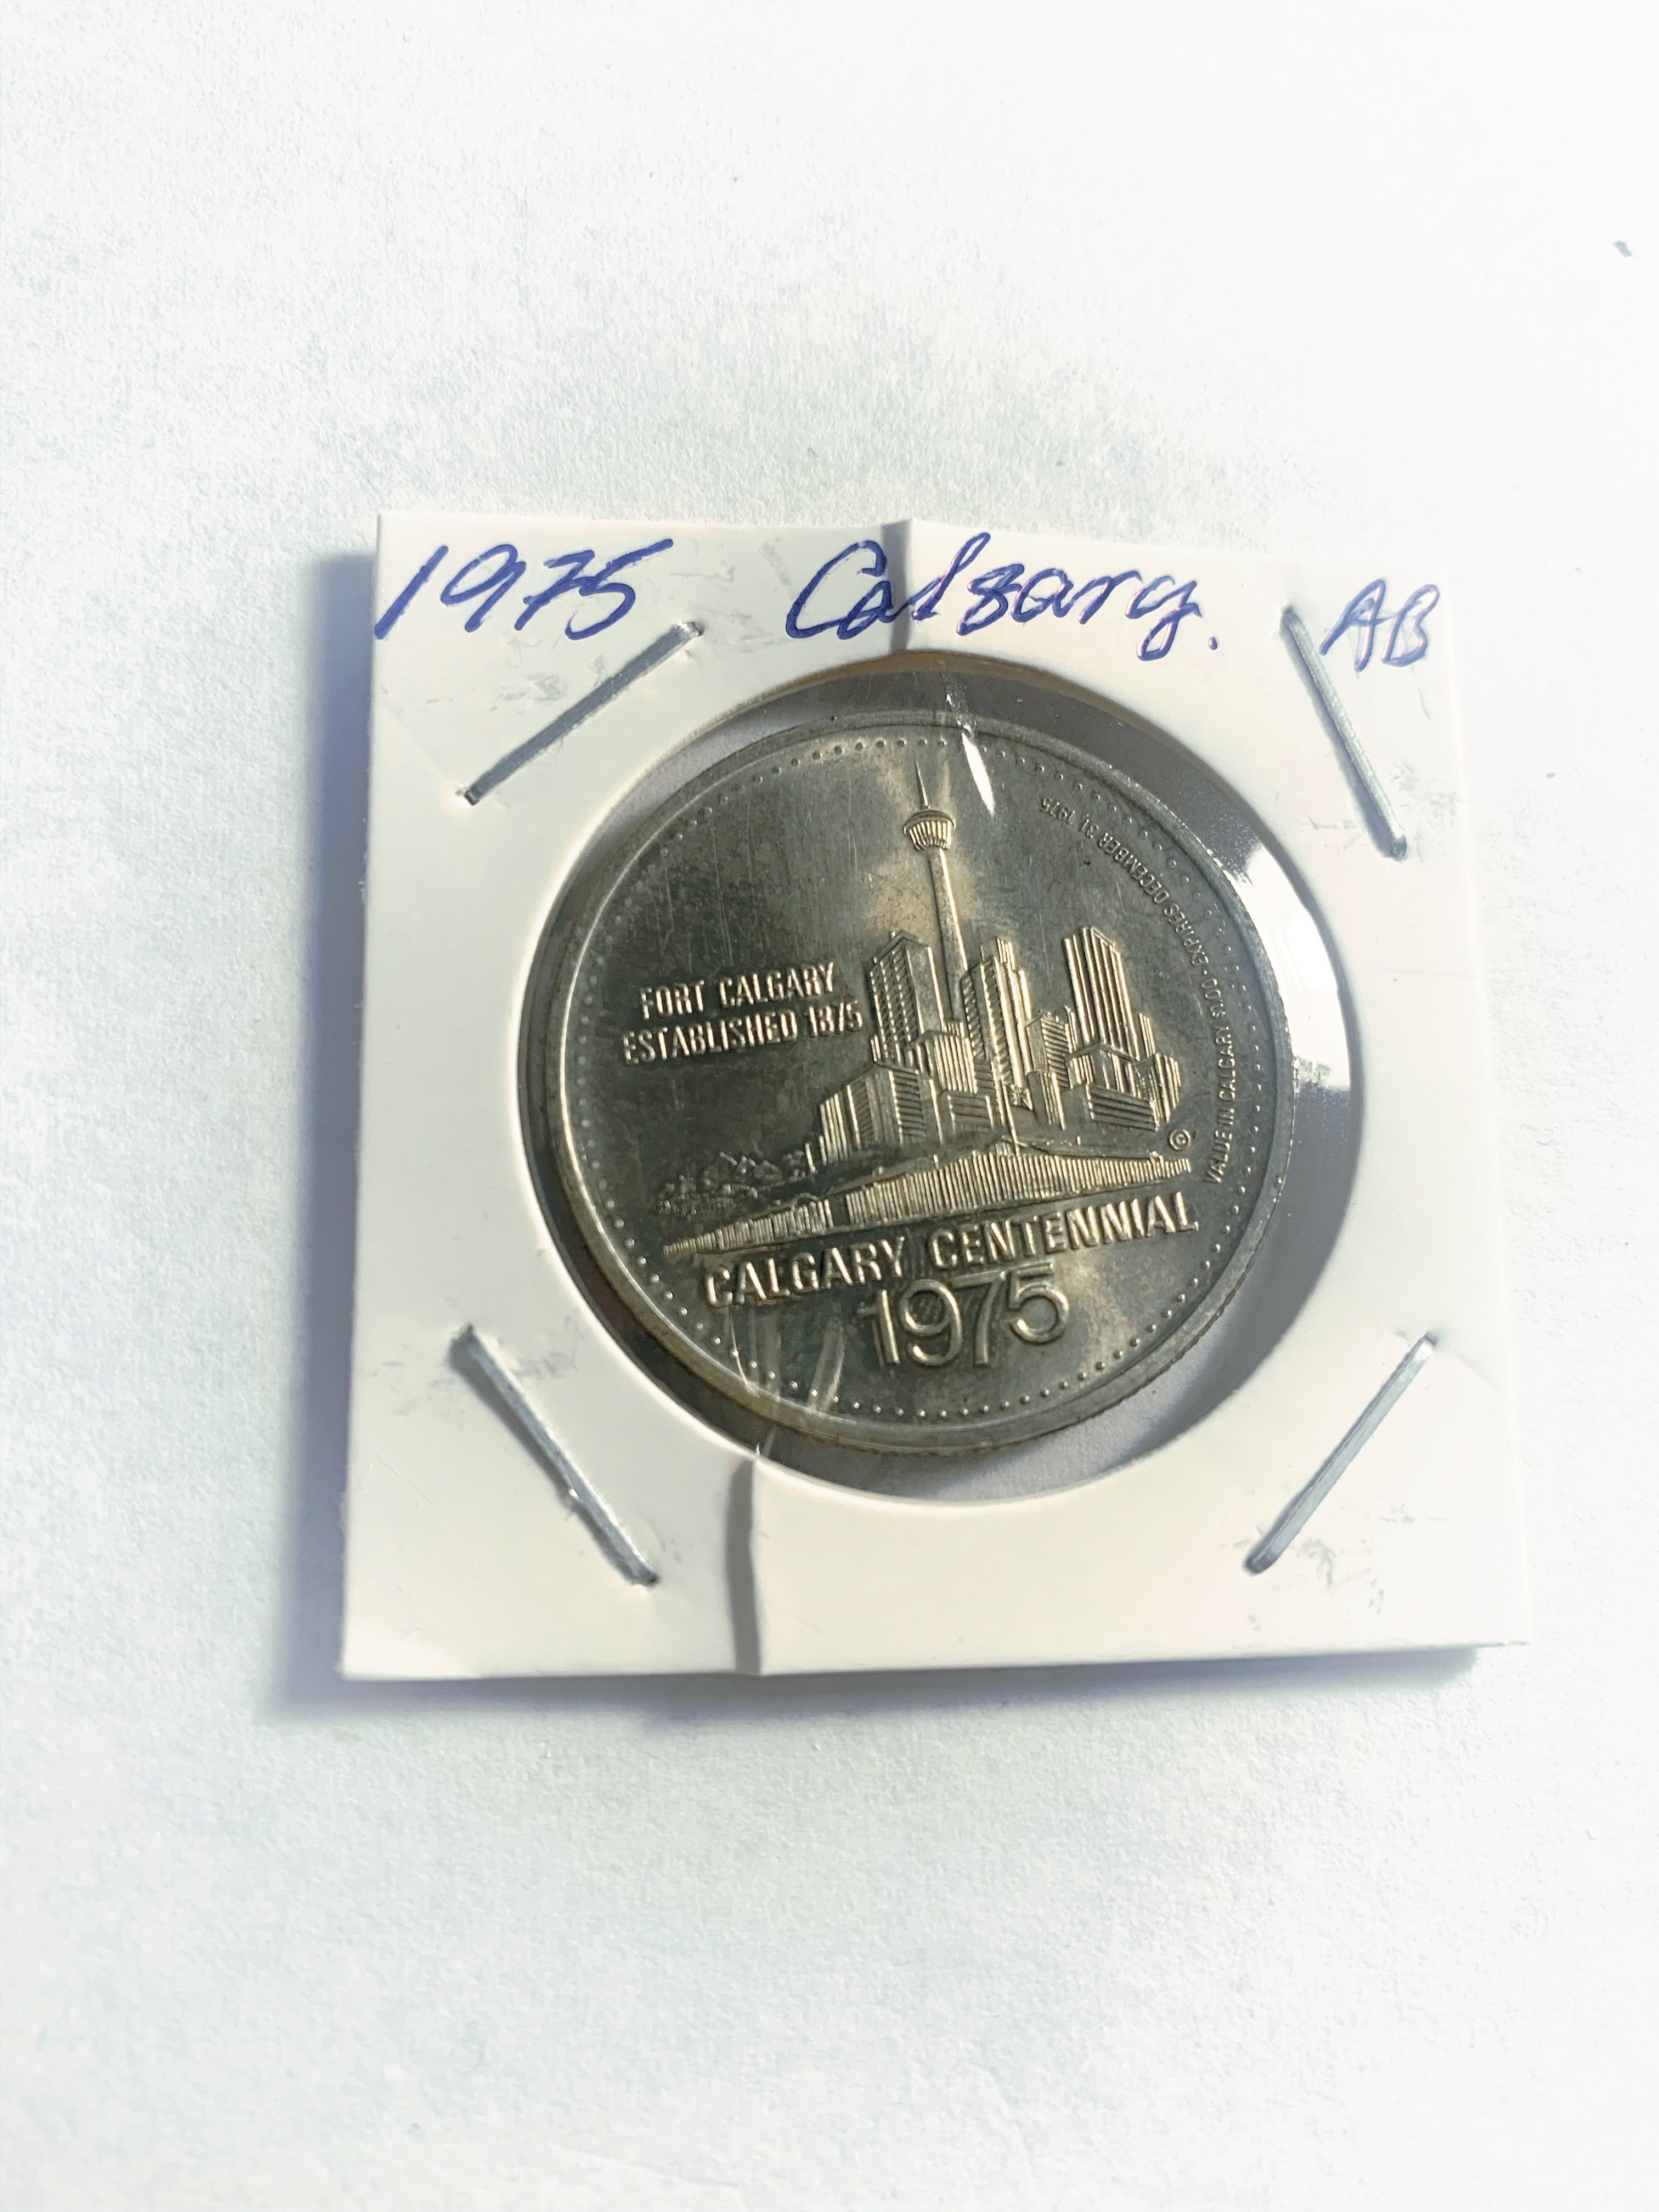 1975 Calgary. AB
FORT CALGARY
ESTABLISHED 1875
VALUE IN CALGARY $1.00 - EXPIRES DECEMBER 31, 1975
©
CALGARY CENTENNIAL
1975